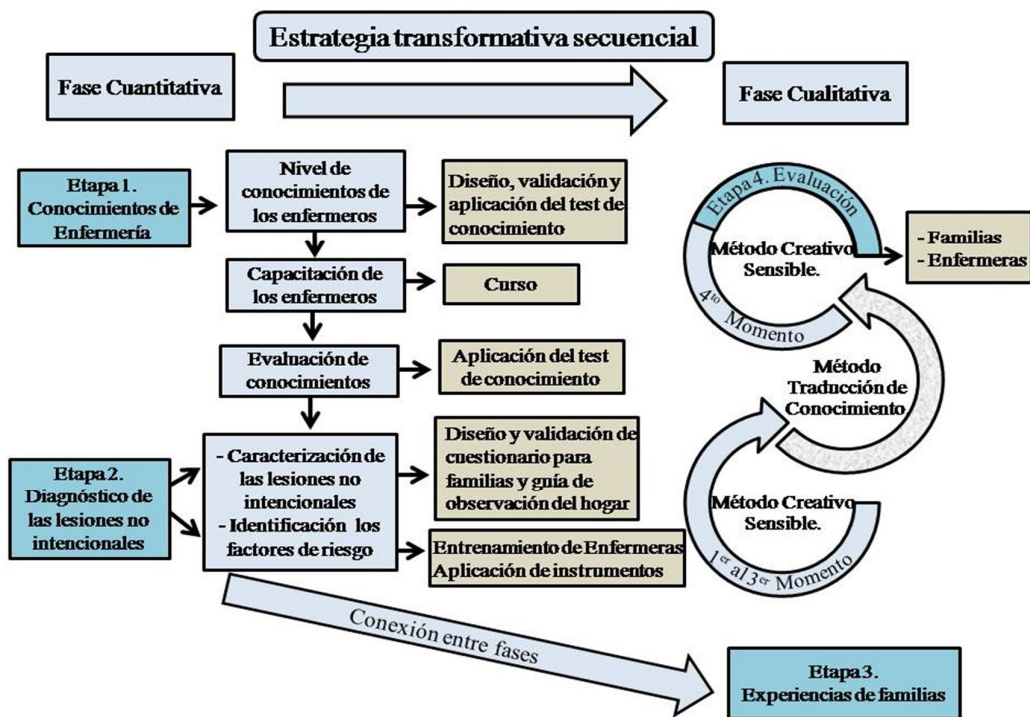 Estrategia transformativa secuencial
Fase Cuantitativa
Fase Cualitativa
Etapa 1.
Conocimientos de
Enfermería
Nivel de
conocimientos de
los enfermeros
Diseño, validación y
aplicación del test de
conocimiento
Capacitación de
los enfermeros
Curso
Evaluación de
conocimientos
Aplicación del test
de conocimiento
Etapa 2.
Diagnóstico de
las lesiones no
intencionales
- Caracterización de
las lesiones no
intencionales
- Identificación los
factores de riesgo
Diseño y validación de
cuestionario para
familias y guía de
observación del hogar
Entrenamiento de Enfermeras
Aplicación de instrumentos
Etapa 4. Evaluación
Método Creativo
Sensible.
4to Momento
- Familias
- Enfermeras
Método
Traducción de
Conocimiento
Método Creativo
Sensible.
1er al 3er Momento
Conexión entre fases
Etapa 3.
Experiencias de familias